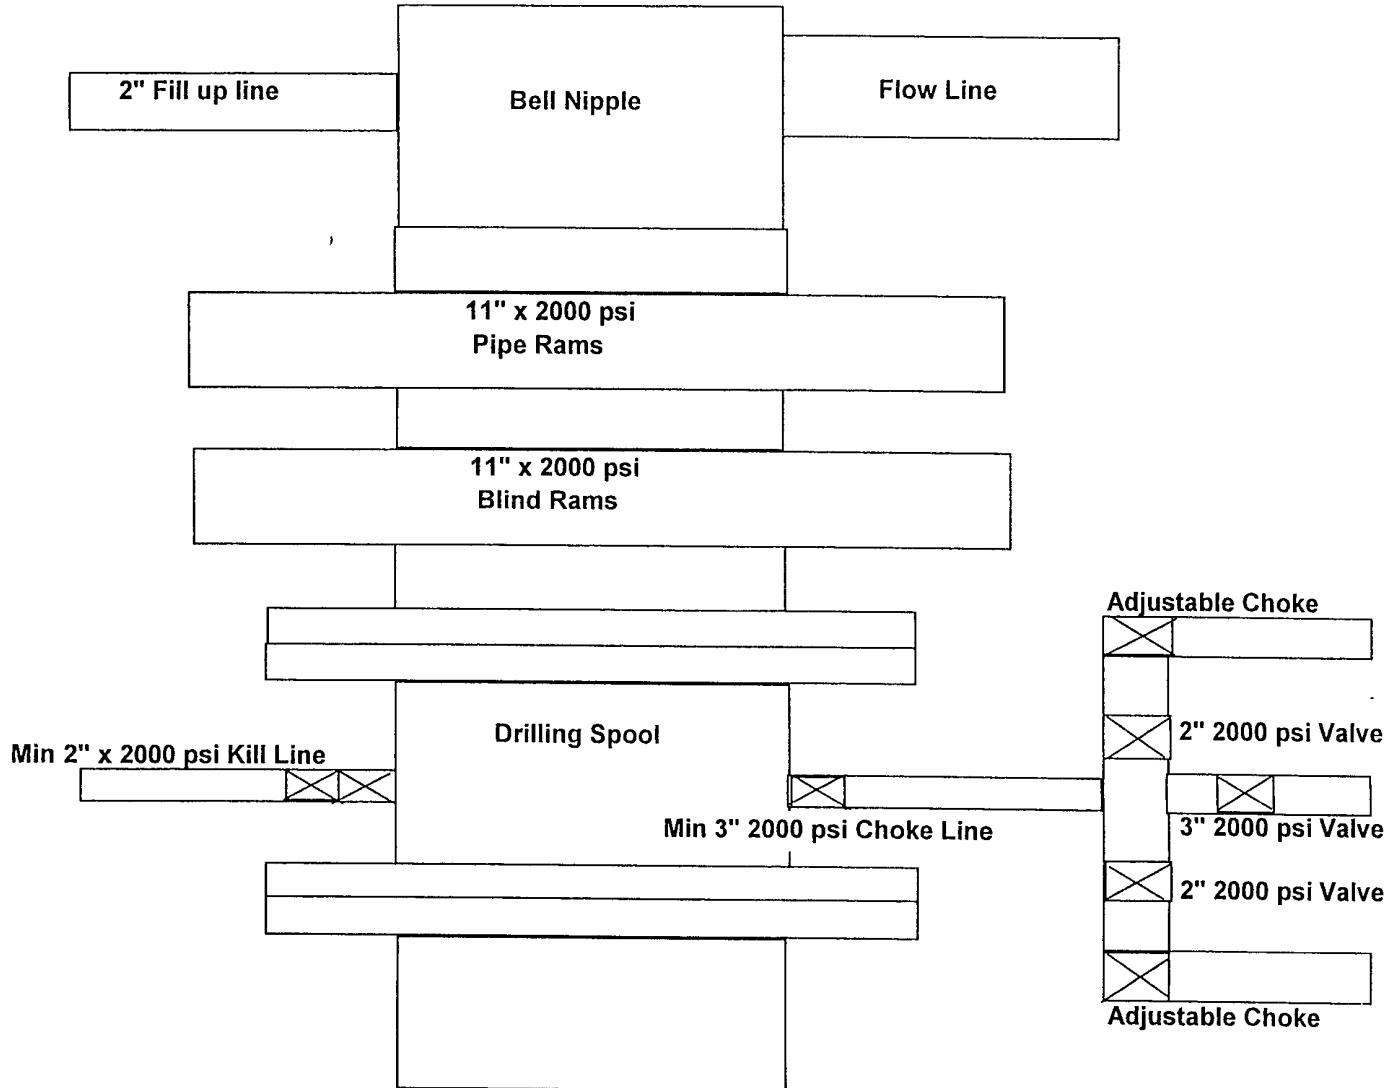 2" Fill up line
Bell Nipple
Flow Line
11" x 2000 psi
Pipe Rams
11" x 2000 psi
Blind Rams
Adjustable Choke
Drilling Spool
2" 2000 psi Valve
Min 2" x 2000 psi Kill Line
Min 3" 2000 psi Choke Line
3" 2000 psi Valve
2" 2000 psi Valve
Adjustable Choke